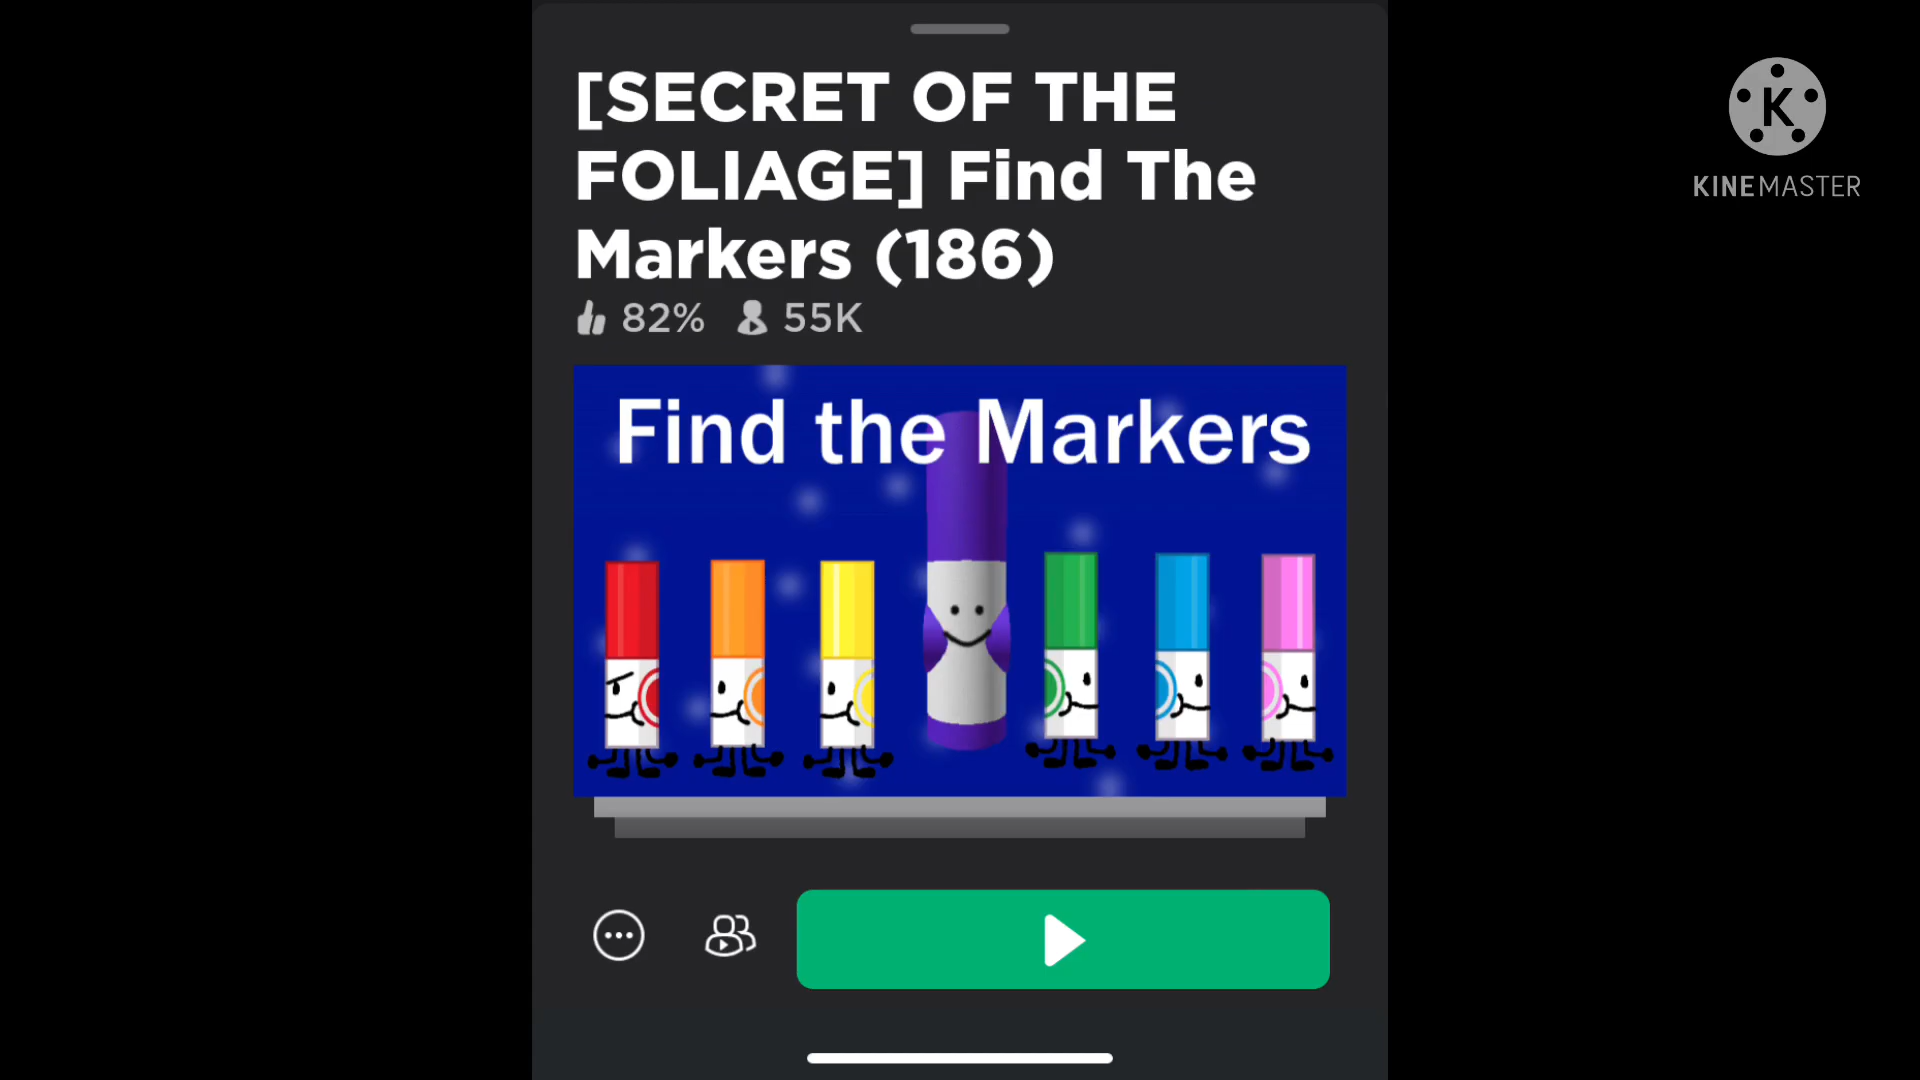 [SECRET OF THE
FOLIAGE] Find The
Markers (186)
82% 55K
Find the Markers
K
KINEMASTER